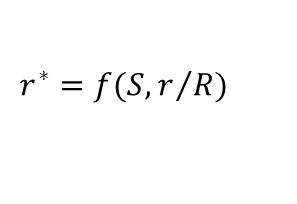 r* = f(S, r/R)